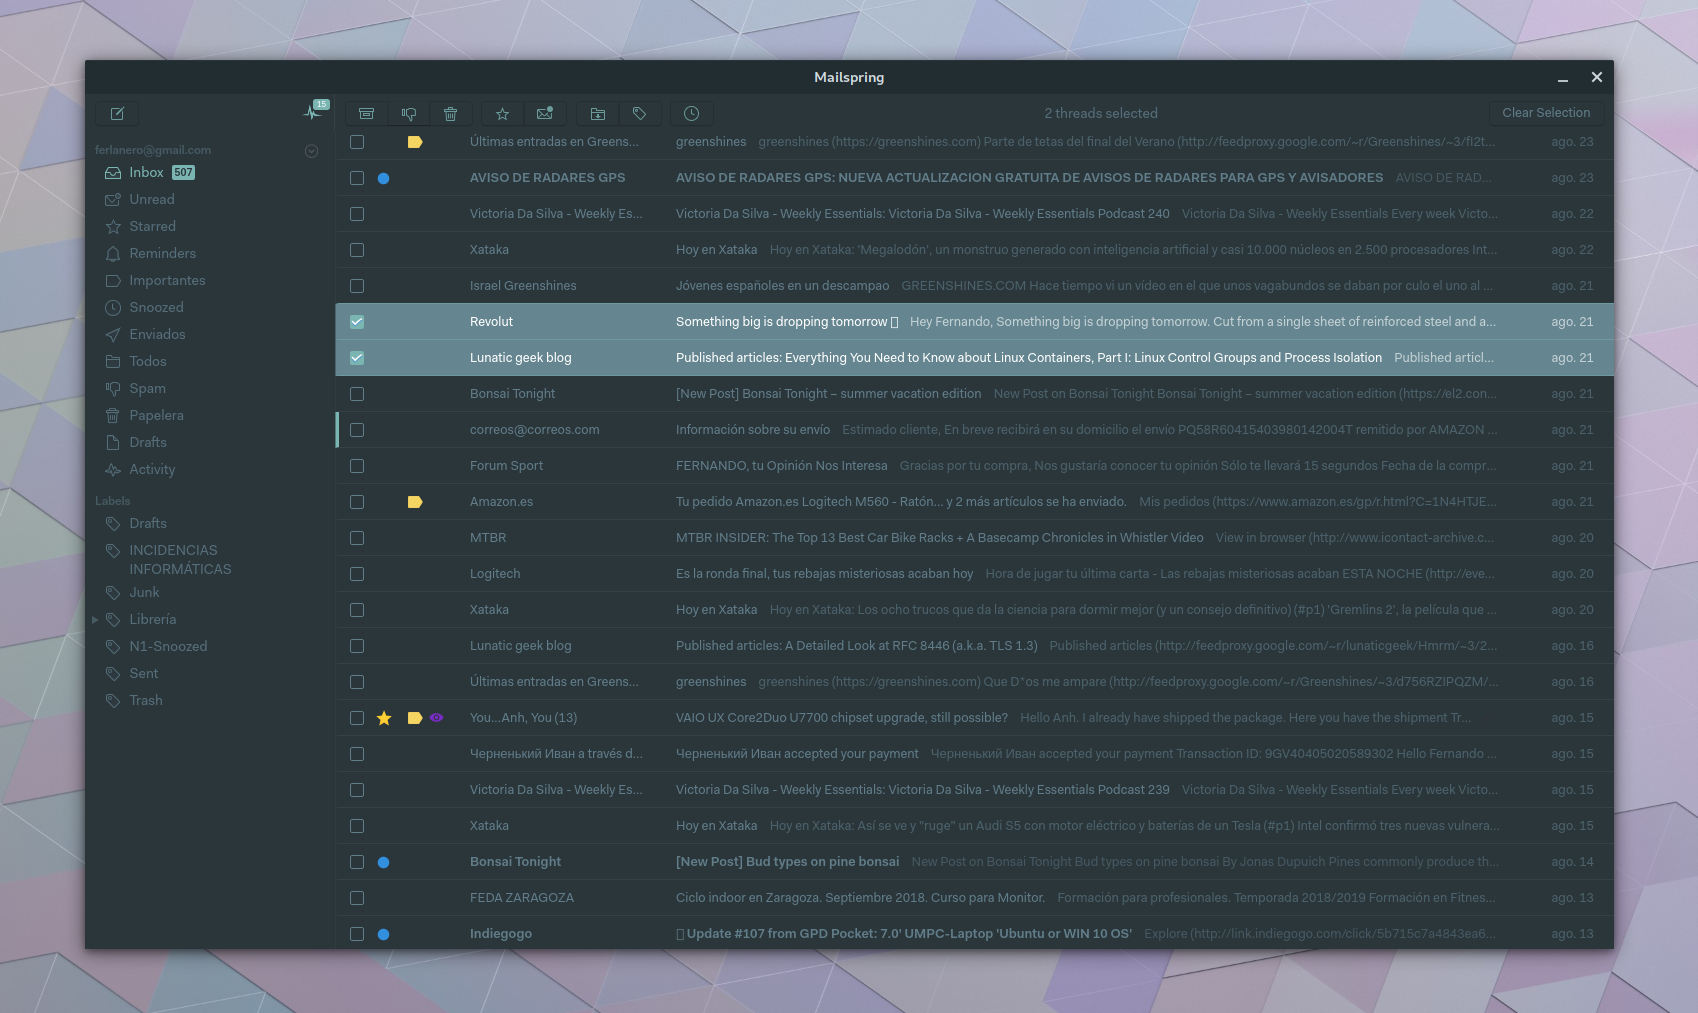 Mailspring
15
2 threads selected
Clear Selection
ferlanero@gmail.com
Inbox 507
Unread
Starred
Reminders
Importantes
Snoozed
Enviados
Todos
Spam
Papelera
Drafts
Activity
Labels
Drafts
INCIDENCIAS
INFORMÁTICAS
Junk
Librería
N1-Snoozed
Sent
Trash
Últimas entradas en Greens... greenshines greenshines (https://greenshines.com) Parte de tetas del final del Verano (http://feedproxy.google.com/~r/Greenshines/~3/fI2t... ago. 23
AVISO DE RADARES GPS AVISO DE RADARES GPS: NUEVA ACTUALIZACION GRATUITA DE AVISOS DE RADARES PARA GPS Y AVISADORES AVISO DE RAD... ago. 23
Victoria Da Silva - Weekly Es... Victoria Da Silva - Weekly Essentials: Victoria Da Silva - Weekly Essentials Podcast 240 Victoria Da Silva - Weekly Essentials Every week Victo... ago. 22
Xataka Hoy en Xataka Hoy en Xataka: 'Megalodón', un monstruo generado con inteligencia artificial y casi 10.000 núcleos en 2.500 procesadores Int... ago. 22
Israel Greenshines Jóvenes españoles en un descampao GREENSHINES.COM Hace tiempo vi un vídeo en el que unos vagabundos se daban por culo el uno al ... ago. 21
Revolut Something big is dropping tomorrow Hey Fernando, Something big is dropping tomorrow. Cut from a single sheet of reinforced steel and a... ago. 21
Lunatic geek blog Published articles: Everything You Need to Know about Linux Containers, Part I: Linux Control Groups and Process Isolation Published articl... ago. 21
Bonsai Tonight [New Post] Bonsai Tonight – summer vacation edition New Post on Bonsai Tonight Bonsai Tonight – summer vacation edition (https://el2.con... ago. 21
correos@correos.com Información sobre su envío Estimado cliente, En breve recibirá en su domicilio el envío PQ58R60415403980142004T remitido por AMAZON ... ago. 21
Forum Sport FERNANDO, tu Opinión Nos Interesa Gracias por tu compra, Nos gustaría conocer tu opinión Sólo te llevará 15 segundos Fecha de la compr... ago. 21
Amazon.es Tu pedido Amazon.es Logitech M560 - Ratón... y 2 más artículos se ha enviado. Mis pedidos (https://www.amazon.es/gp/r.html?C=1N4HTJE... ago. 21
MTBR MTBR INSIDER: The Top 13 Best Car Bike Racks + A Basecamp Chronicles in Whistler Video View in browser (http://www.icontact-archive.c... ago. 20
Logitech Es la ronda final, tus rebajas misteriosas acaban hoy Hora de jugar tu última carta - Las rebajas misteriosas acaban ESTA NOCHE (http://eve... ago. 20
Xataka Hoy en Xataka Hoy en Xataka: Los ocho trucos que da la ciencia para dormir mejor (y un consejo definitivo) (#p1) 'Gremlins 2', la película que ... ago. 20
Lunatic geek blog Published articles: A Detailed Look at RFC 8446 (a.k.a. TLS 1.3) Published articles (http://feedproxy.google.com/~r/lunaticgeek/Hmrm/~3/2... ago. 16
Últimas entradas en Greens... greenshines greenshines (https://greenshines.com) Que D*os me ampare (http://feedproxy.google.com/~r/Greenshines/~3/d756RZIPQZM/... ago. 16
You...Anh, You (13) VAIO UX Core2Duo U7700 chipset upgrade, still possible? Hello Anh. I already have shipped the package. Here you have the shipment Tr... ago. 15
Черненький Иван a través d... Черненький Иван accepted your payment Черненький Иван accepted your payment Transaction ID: 9GV40405020589302 Hello Fernando ... ago. 15
Victoria Da Silva - Weekly Es... Victoria Da Silva - Weekly Essentials: Victoria Da Silva - Weekly Essentials Podcast 239 Victoria Da Silva - Weekly Essentials Every week Victo... ago. 15
Xataka Hoy en Xataka Hoy en Xataka: Así se ve y "ruge" un Audi S5 con motor eléctrico y baterías de un Tesla (#p1) Intel confirmó tres nuevas vulnera... ago. 15
Bonsai Tonight [New Post] Bud types on pine bonsai New Post on Bonsai Tonight Bud types on pine bonsai By Jonas Dupuich Pines commonly produce th... ago. 14
FEDA ZARAGOZA Ciclo indoor en Zaragoza. Septiembre 2018. Curso para Monitor. Formación para profesionales. Temporada 2018/2019 Formación en Fitnes... ago. 13
Indiegogo Update #107 from GPD Pocket: 7.0' UMPC-Laptop 'Ubuntu or WIN 10 OS' Explore (http://link.indiegogo.com/click/5b715c7a4843ea6... ago. 13